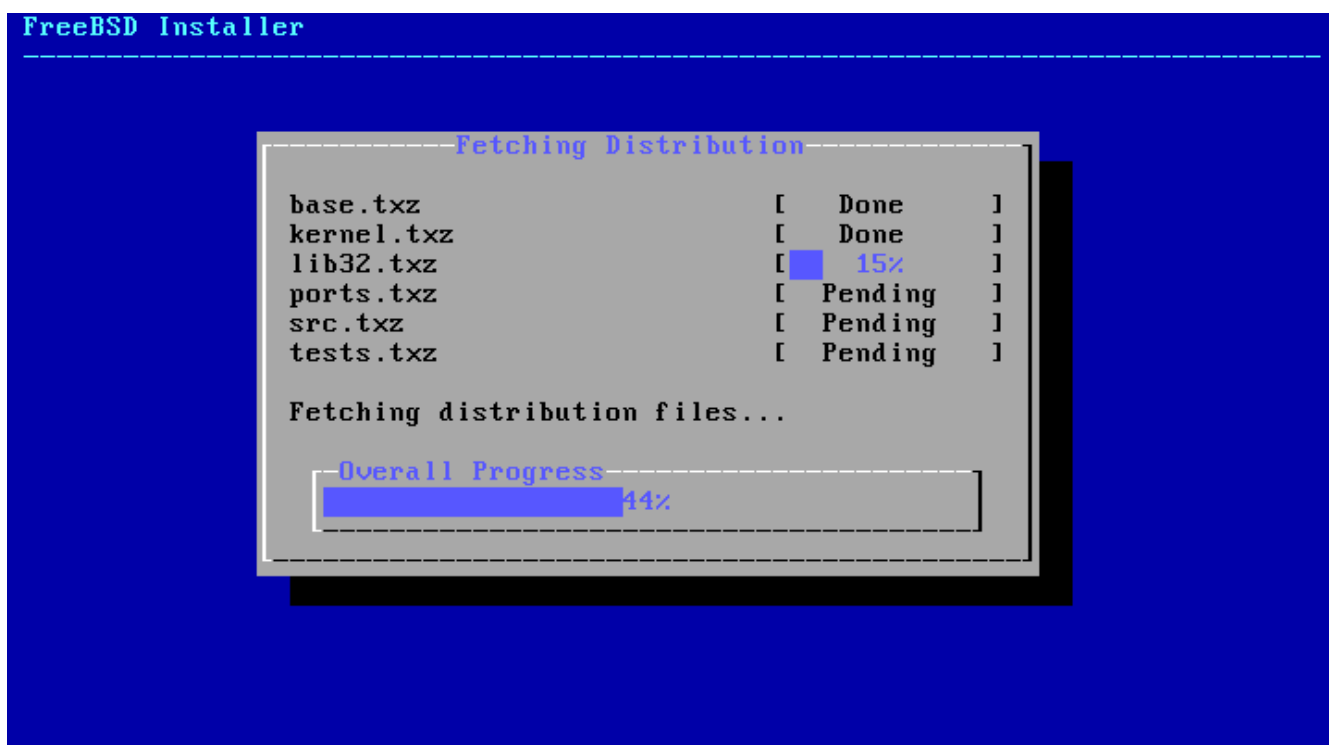 FreeBSD Installer
Fetching Distribution
base.txz [ Done ]
kernel.txz [ Done ]
lib32.txz [ 15% ]
ports.txz [ Pending ]
src.txz [ Pending ]
tests.txz [ Pending ]
Fetching distribution files...
Overall Progress
44%